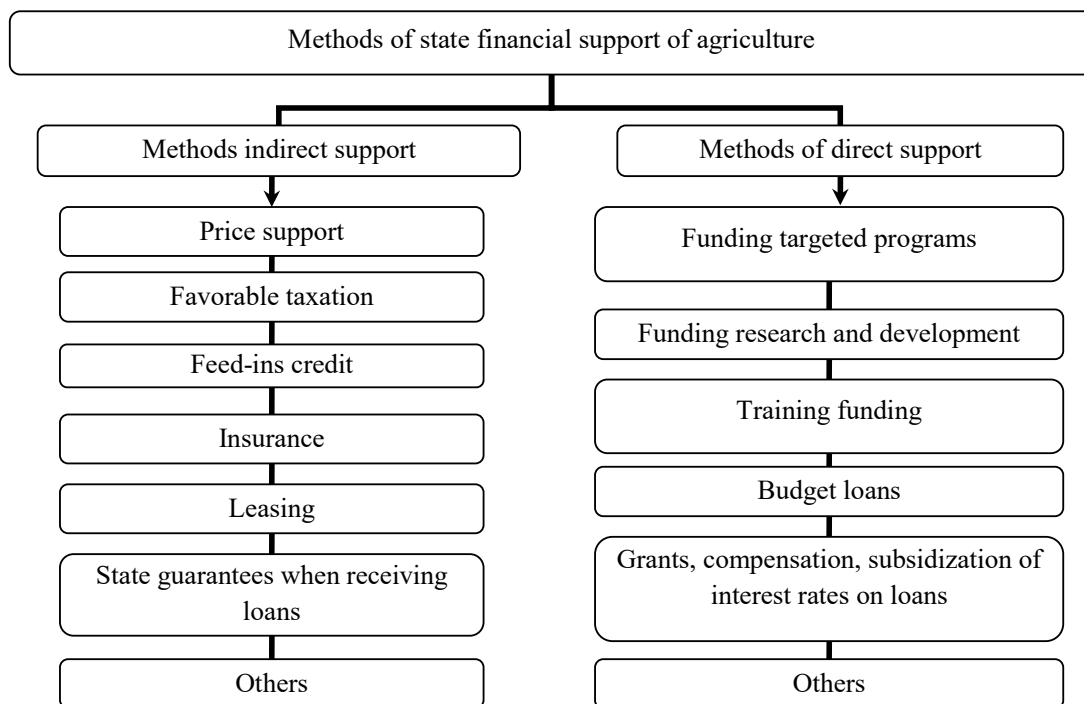 Methods of state financial support of agriculture
Methods indirect support
Price support
Favorable taxation
Feed-ins credit
Insurance
Leasing
State guarantees when receiving
loans
Others
Methods of direct support
Funding targeted programs
Funding research and development
Training funding
Budget loans
Grants, compensation, subsidization of
interest rates on loans
Others